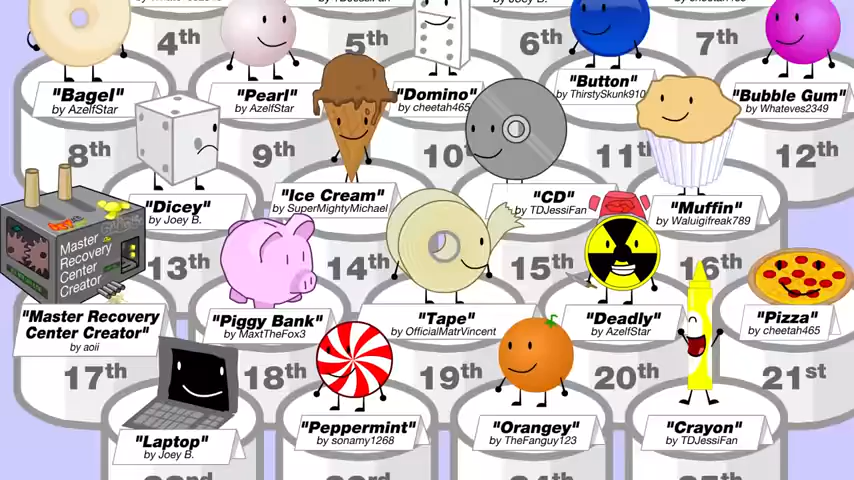 by TDJessiFan
by Joey B.
4th
5th
6th
7th
"Bagel"
by AzelfStar
"Pearl"
by AzelfStar
"Domino"
by cheetah465
"Button"
by ThirstySkunk910
"Bubble Gum"
by Whateves2349
8th
9th
10th
11th
12th
"Dicey"
by Joey B.
"Ice Cream"
by SuperMightyMichael
"CD"
by TDJessiFan
"Muffin"
by Waluigifreak789
Master
Recovery
Center
Creator
13th
14th
15th
16th
"Master Recovery
Center Creator"
by aoii
"Piggy Bank"
by MaxtTheFox3
"Tape"
by OfficialMatrVincent
"Deadly"
by AzelfStar
"Pizza"
by cheetah465
17th
18th
19th
20th
21st
"Laptop"
by Joey B.
"Peppermint"
by sonamy1268
"Orangey"
by TheFanguy123
"Crayon"
by TDJessiFan